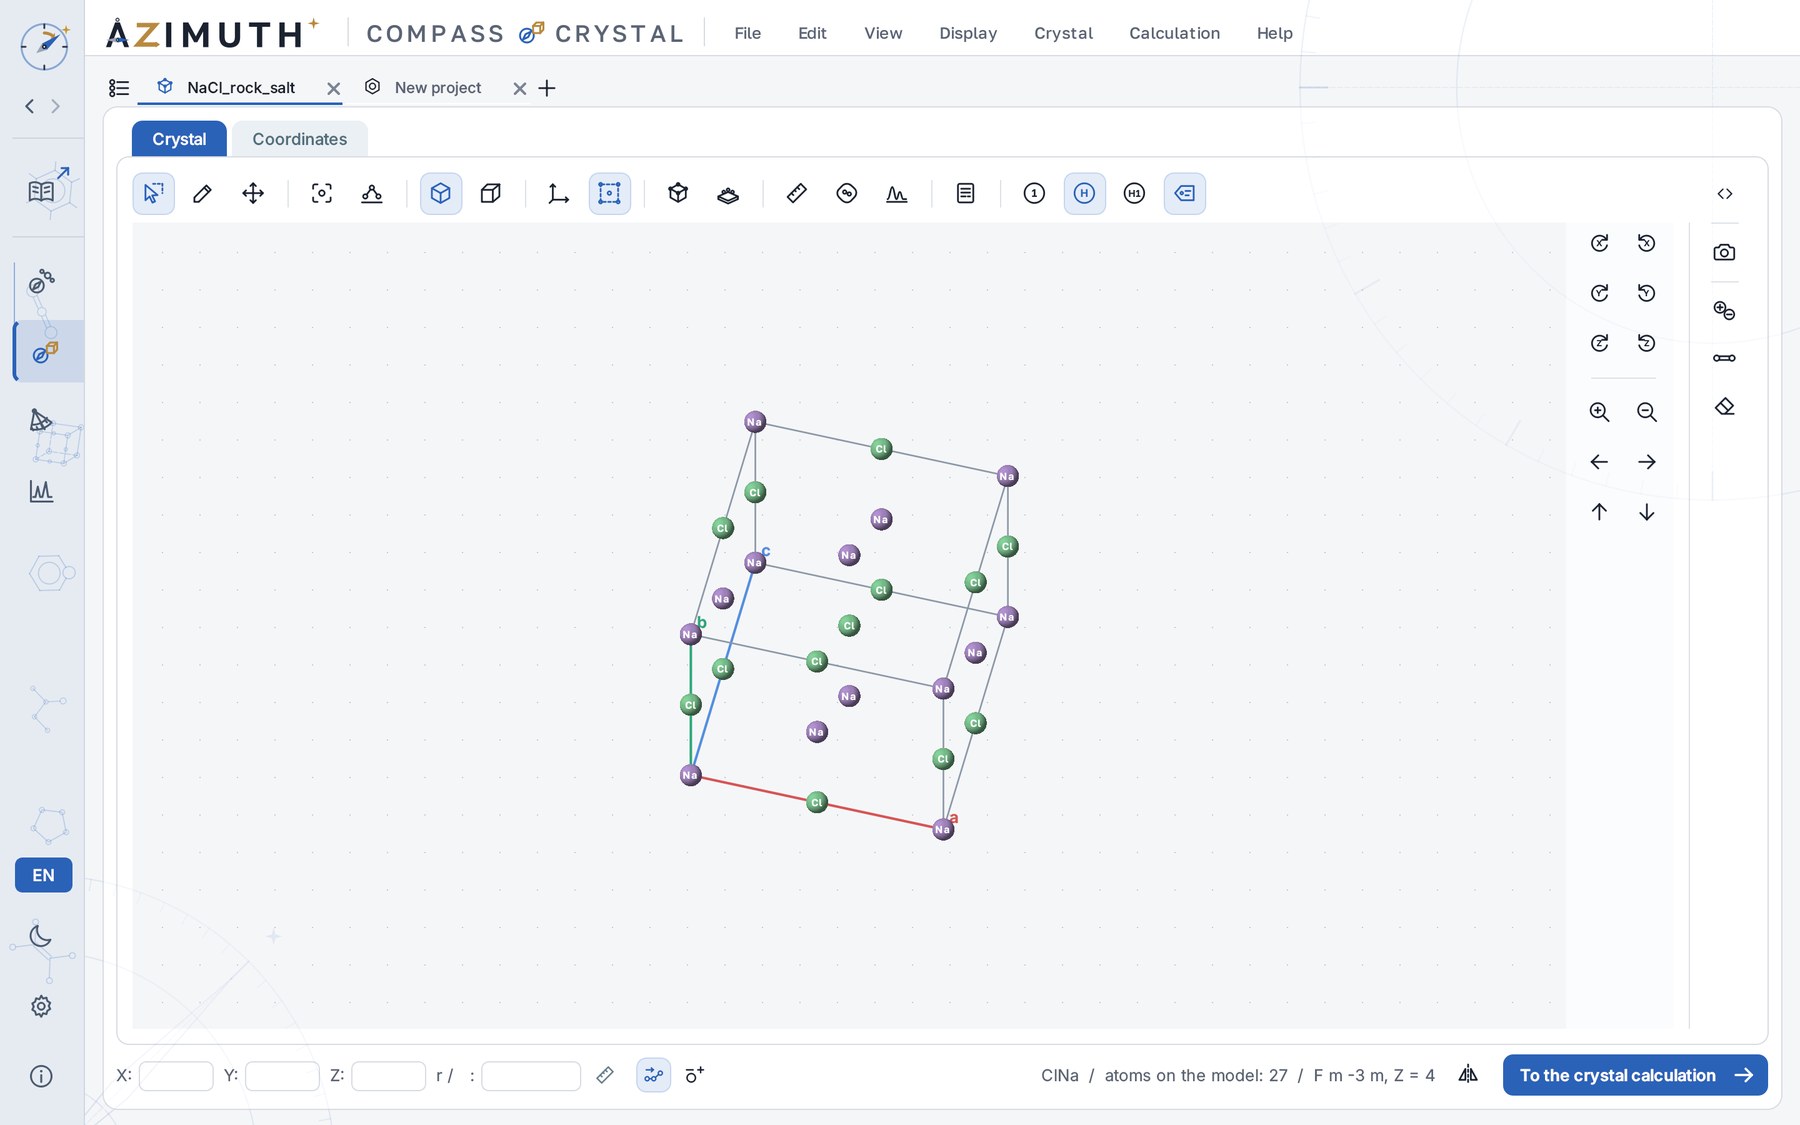 AZIMUTH
COMPASS CRYSTAL
File Edit View Display Crystal Calculation Help
NaCl_rock_salt New project
Crystal Coordinates
1 H H1
X X
Y Y
Z Z
Na
Cl
Na
Cl
Na
Cl
Cl
Na
c
Na
Cl
Cl
Na
Na
b
Cl
Na
Na
Cl
Na
Cl
Na
Na
Cl
Cl
Na
Cl
Na
Cl
a
Na
EN
X: Y: Z: r / :
ClNa / atoms on the model: 27 / F m -3 m, Z = 4
To the crystal calculation